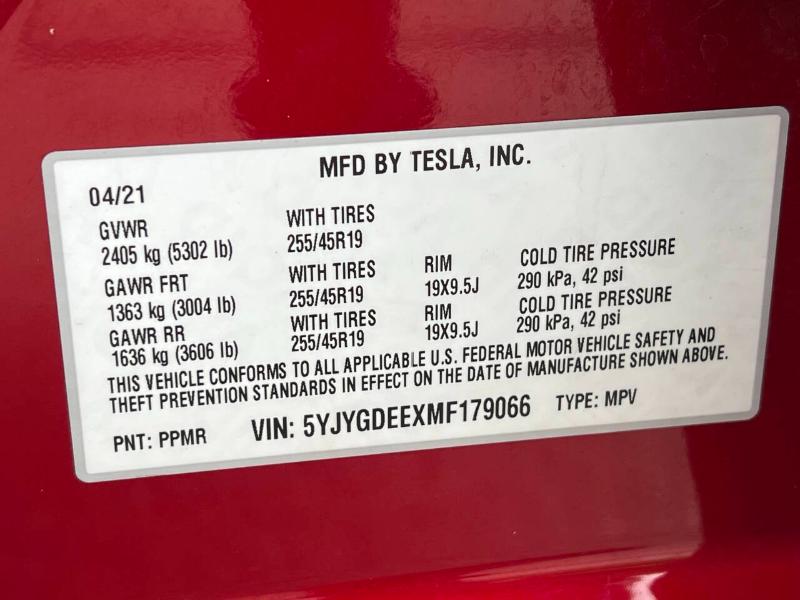 MFD BY TESLA, INC.
04/21
GVWR WITH TIRES
2405 kg (5302 lb) 255/45R19
GAWR FRT WITH TIRES RIM COLD TIRE PRESSURE
1363 kg (3004 lb) 255/45R19 19X9.5J 290 kPa, 42 psi
GAWR RR WITH TIRES RIM COLD TIRE PRESSURE
1636 kg (3606 lb) 255/45R19 19X9.5J 290 kPa, 42 psi
THIS VEHICLE CONFORMS TO ALL APPLICABLE U.S. FEDERAL MOTOR VEHICLE SAFETY AND
THEFT PREVENTION STANDARDS IN EFFECT ON THE DATE OF MANUFACTURE SHOWN ABOVE.
PNT: PPMR VIN: 5YJYGDEEXMF179066 TYPE: MPV